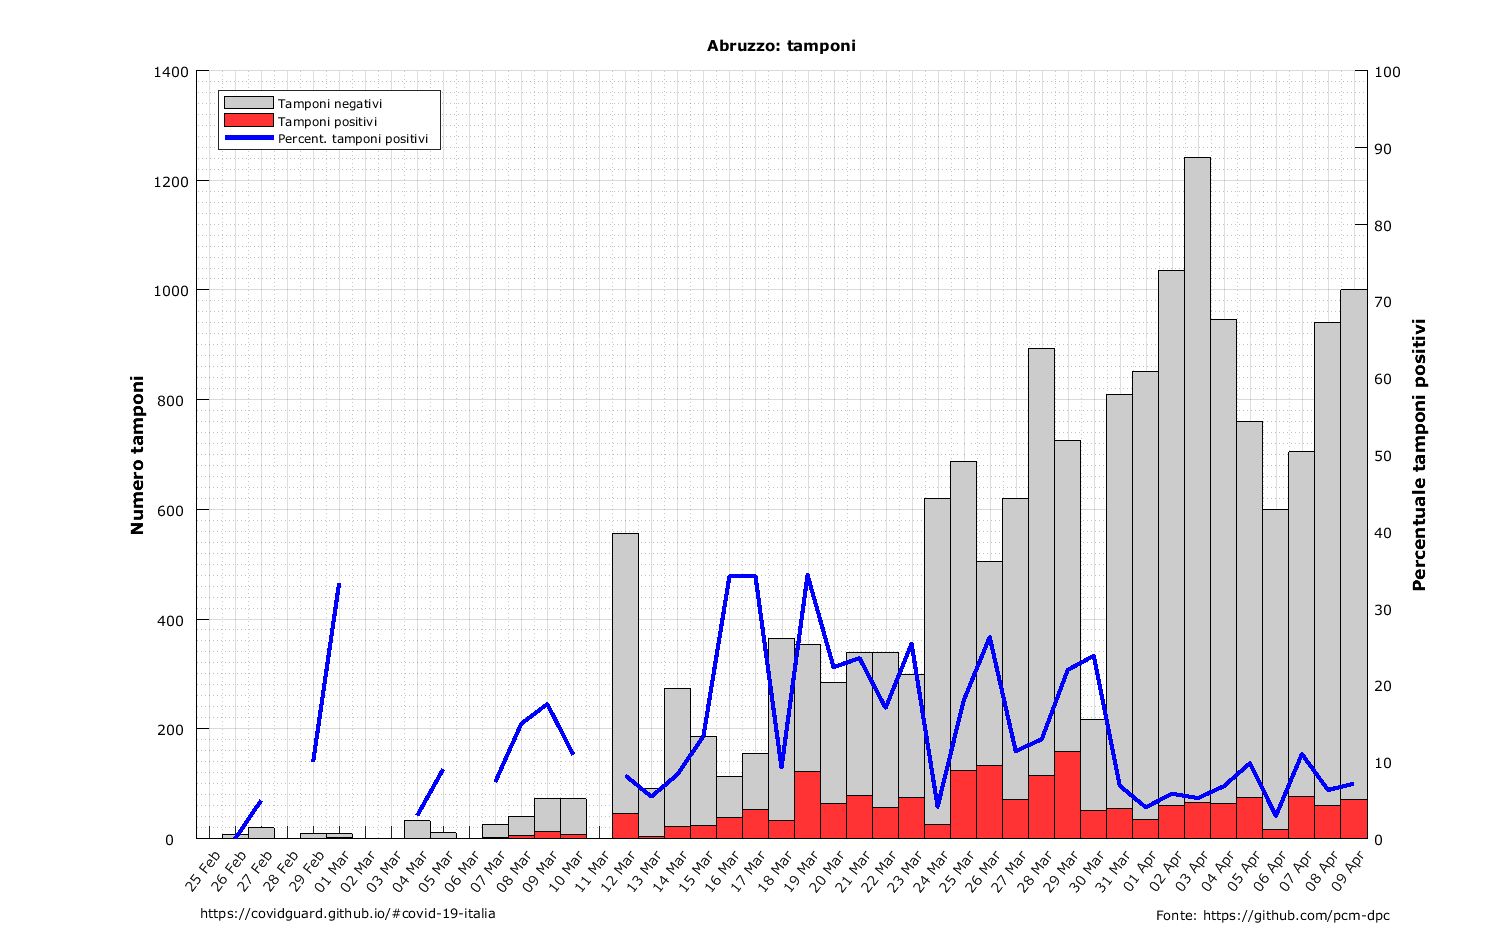 Abruzzo: tamponi
1400
1200
1000
800
600
400
200
0
Numero tamponi
Tamponi negativi
Tamponi positivi
Percent. tamponi positivi
100
90
80
70
60
50
40
30
20
10
0
Percentuale tamponi positivi
25 Feb
26 Feb
27 Feb
28 Feb
29 Feb
01 Mar
02 Mar
03 Mar
04 Mar
05 Mar
06 Mar
07 Mar
08 Mar
09 Mar
10 Mar
11 Mar
12 Mar
13 Mar
14 Mar
15 Mar
16 Mar
17 Mar
18 Mar
19 Mar
20 Mar
21 Mar
22 Mar
23 Mar
24 Mar
25 Mar
26 Mar
27 Mar
28 Mar
29 Mar
30 Mar
31 Mar
01 Apr
02 Apr
03 Apr
04 Apr
05 Apr
06 Apr
07 Apr
08 Apr
09 Apr
https://covidguard.github.io/#covid-19-italia
Fonte: https://github.com/pcm-dpc